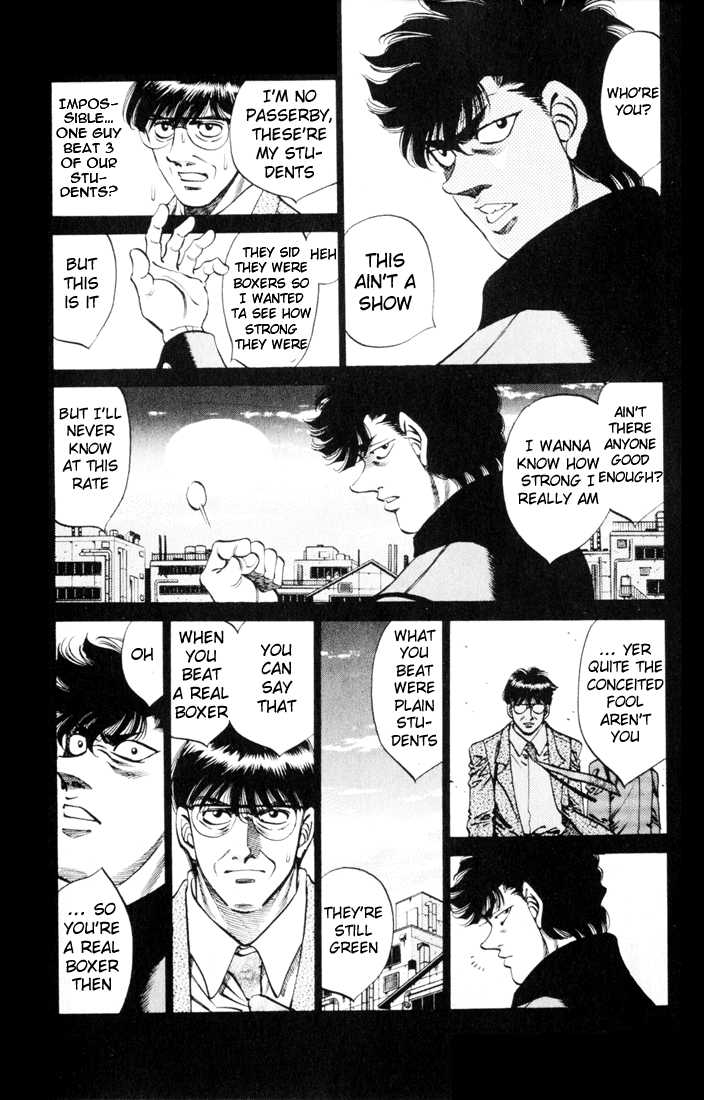 WHO'RE
YOU?
THIS
AIN'T A
SHOW
I'M NO
PASSERBY,
THESE'RE
MY STU-
DENTS
IMPOS-
SIBLE...
ONE GUY
BEAT 3
OF OUR
STU-
DENTS?
HEH
THEY SID
THEY WERE
BOXERS SO
I WANTED
TA SEE HOW
STRONG
THEY WERE
BUT
THIS
IS IT
AIN'T
THERE
ANYONE
GOOD
ENOUGH?
I WANNA
KNOW HOW
STRONG I
REALLY AM
BUT I'LL
NEVER
KNOW
AT THIS
RATE
... YER
QUITE THE
CONCEITED
FOOL
AREN'T
YOU
WHAT
YOU
BEAT
WERE
PLAIN
STU-
DENTS
THEY'RE
STILL
GREEN
YOU
CAN
SAY
THAT
WHEN
YOU
BEAT
A REAL
BOXER
OH
... SO
YOU'RE
A REAL
BOXER
THEN